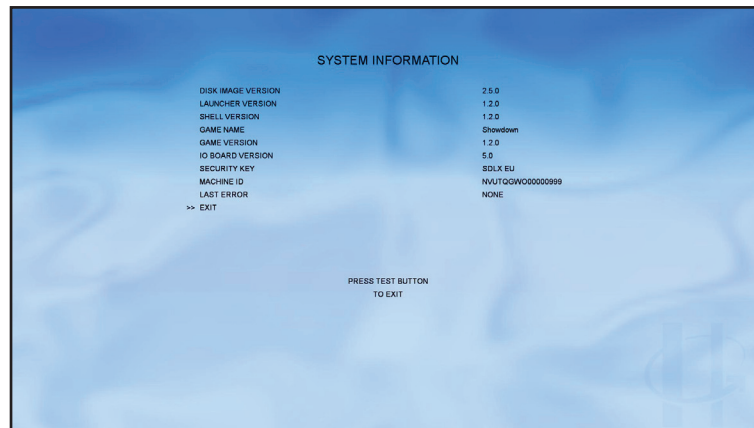 SYSTEM INFORMATION
DISK IMAGE VERSION 2.5.0
LAUNCHER VERSION 1.2.0
SHELL VERSION 1.2.0
GAME NAME Showdown
GAME VERSION 1.2.0
IO BOARD VERSION 5.0
SECURITY KEY SDLX EU
MACHINE ID NVUTQGWO00000999
LAST ERROR NONE
>> EXIT
PRESS TEST BUTTON
TO EXIT